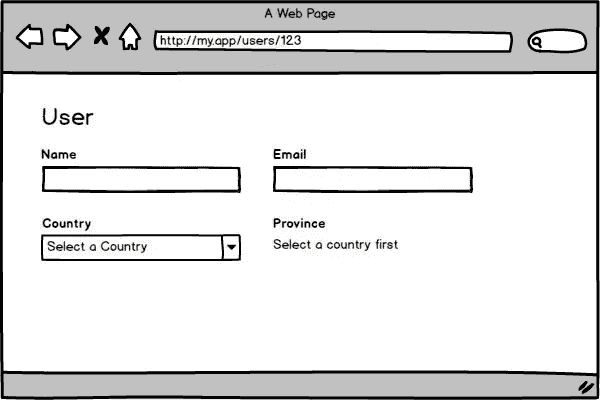 A Web Page
http://my.app/users/123
User
Name
Email
Country
Province
Select a Country
Select a country first